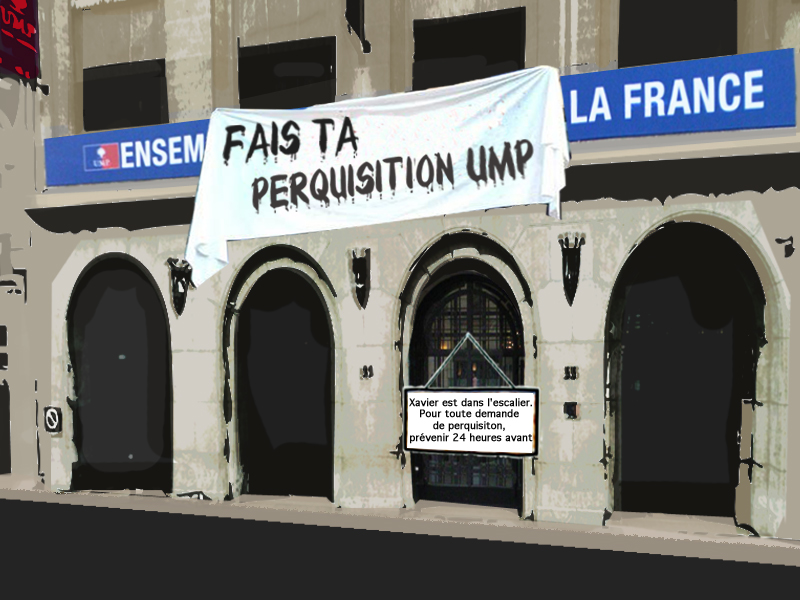 UMP
FAIS TA
PERQUISITION UMP
UMP
ENSEM
LA FRANCE
Xavier est dans l'escalier.
Pour toute demande
de perquisiton,
prévenir 24 heures avant